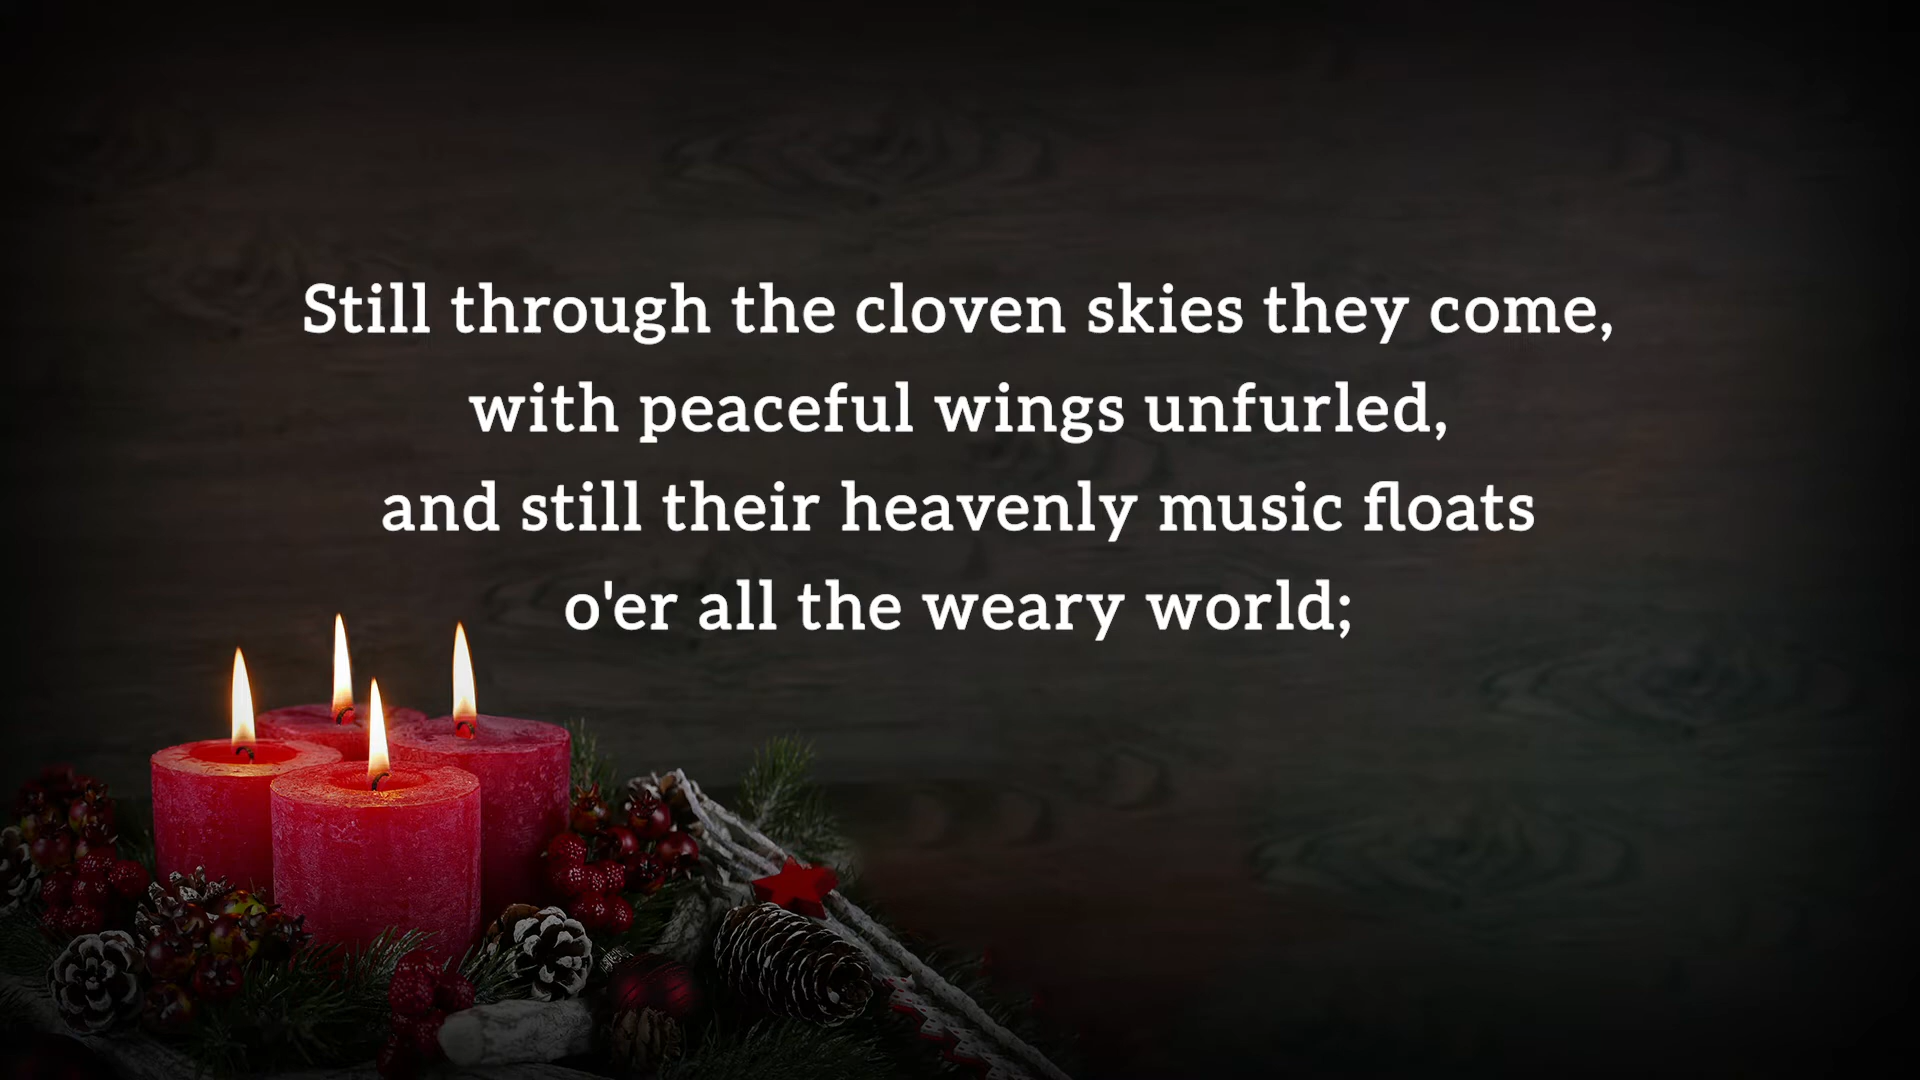 Still through the cloven skies they come,
with peaceful wings unfurled,
and still their heavenly music floats
o'er all the weary world;